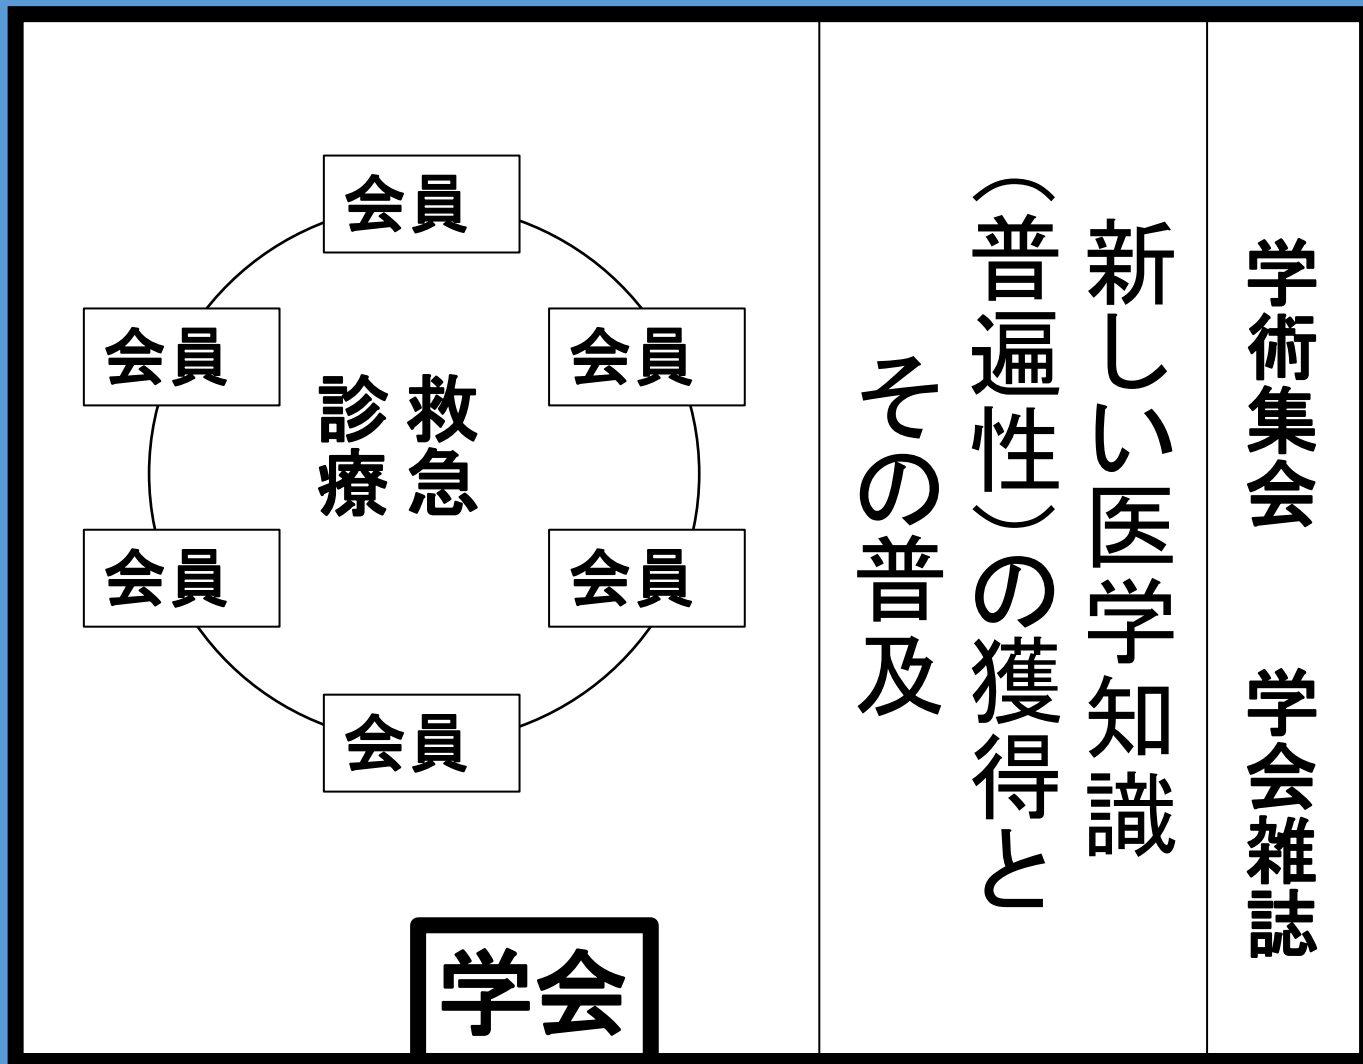 学術集会　学会雑誌
新しい医学知識
（普遍性）の獲得と
その普及
会員
会員
会員
救急
診療
会員
会員
会員
学会